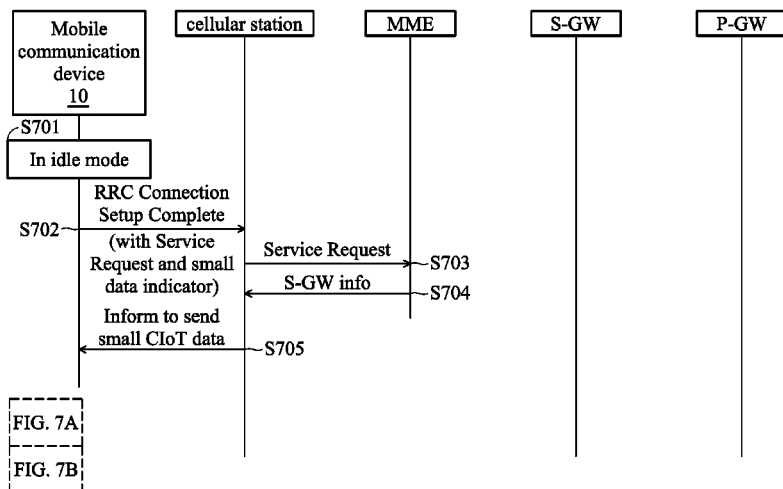 Mobile
communication
device
10
cellular station
MME
S-GW
P-GW
S701
In idle mode
RRC Connection
Setup Complete
S702
(with Service
Request and small
data indicator)
Service Request
S703
S-GW info
S704
Inform to send
small CIoT data
S705
FIG. 7A
FIG. 7B